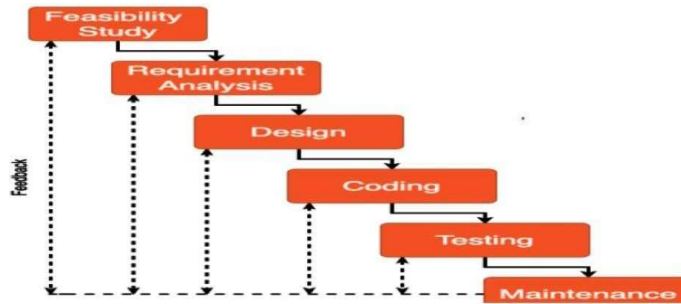 Feasibility
Study
Requirement
Analysis
Design
Coding
Testing
Maintenance
Feedback